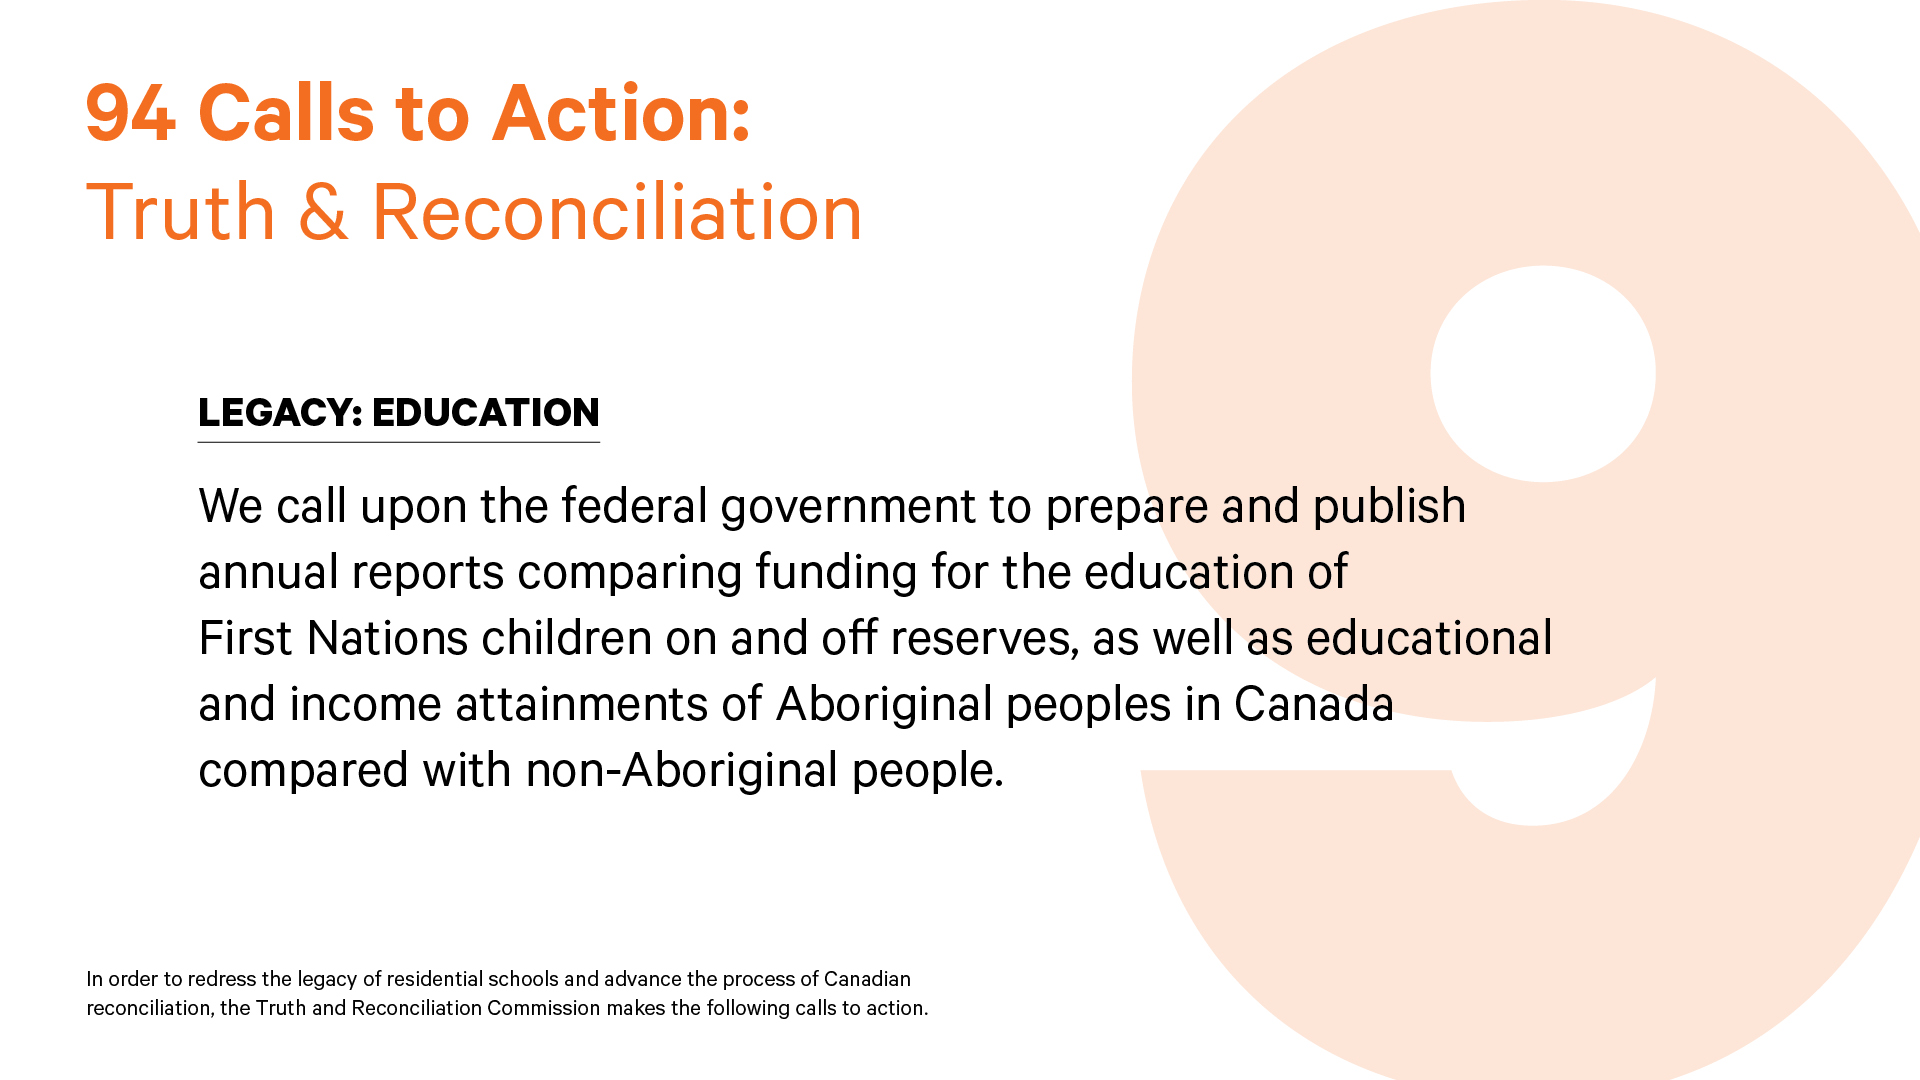 94 Calls to Action:
Truth & Reconciliation
9
LEGACY: EDUCATION
We call upon the federal government to prepare and publish
annual reports comparing funding for the education of
First Nations children on and off reserves, as well as educational
and income attainments of Aboriginal peoples in Canada
compared with non-Aboriginal people.
In order to redress the legacy of residential schools and advance the process of Canadian
reconciliation, the Truth and Reconciliation Commission makes the following calls to action.